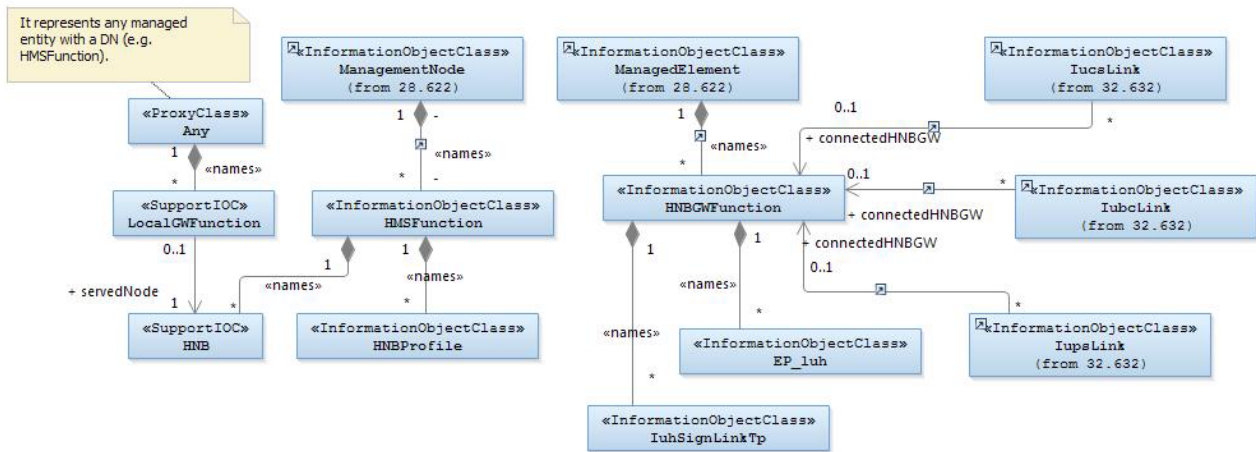 It represents any managed
entity with a DN (e.g.
HMSFunction).
«ProxyClass»
Any
1
«names»
*
«SupportIOC»
LocalGWFunction
0..1
+ servedNode
1
«SupportIOC»
HNB
«InformationObjectClass»
ManagementNode
(from 28.622)
1
-
«names»
*
-
«InformationObjectClass»
HMSFunction
1
«names»
*
1
«names»
*
«InformationObjectClass»
HNBProfile
«InformationObjectClass»
ManagedElement
(from 28.622)
1
«names»
*
«InformationObjectClass»
HNBGWFunction
1
«names»
*
«InformationObjectClass»
IuhSignLinkTp
1
«names»
*
«InformationObjectClass»
EP_luh
«InformationObjectClass»
IucsLink
(from 32.632)
*
0..1
+ connectedHNBGW
«InformationObjectClass»
IubcLink
(from 32.632)
*
0..1
+ connectedHNBGW
«InformationObjectClass»
IupsLink
(from 32.632)
*
0..1
+ connectedHNBGW